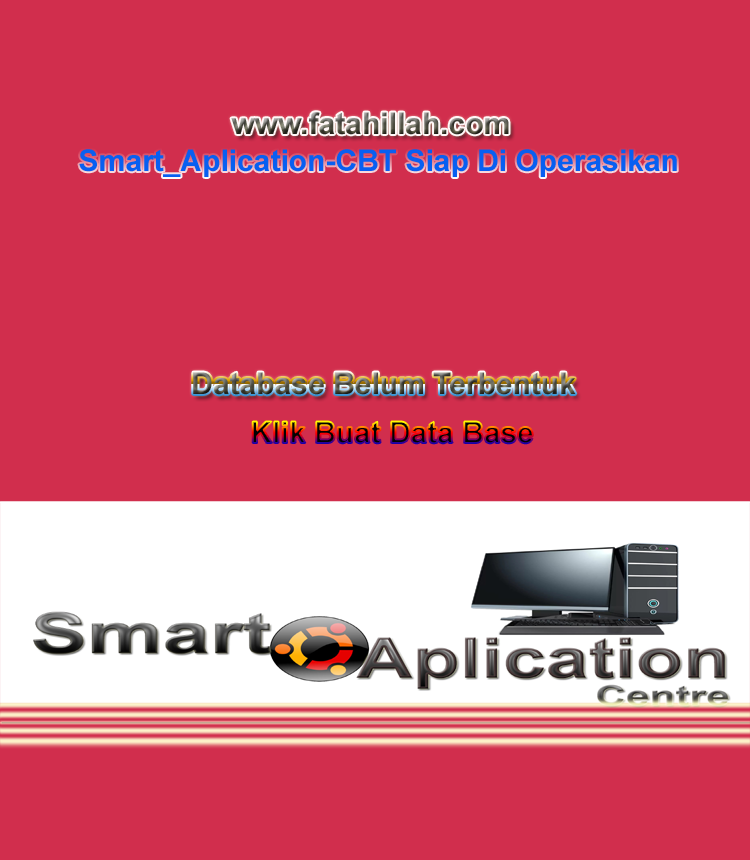 www.fatahillah.com
Smart_Aplication-CBT Siap Di Operasikan
Database Belum Terbentuk
Klik Buat Data Base
Smart Aplication
Centre